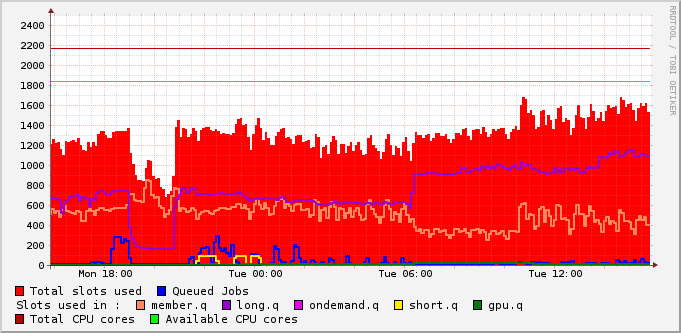 RRDTOOL / TOBI OETIKER
2400
2200
2000
1800
1600
1400
1200
1000
800
600
400
200
0
Mon 18:00 Tue 00:00 Tue 06:00 Tue 12:00
Total slots used Queued Jobs
Slots used in : member.q long.q ondemand.q short.q gpu.q
Total CPU cores Available CPU cores